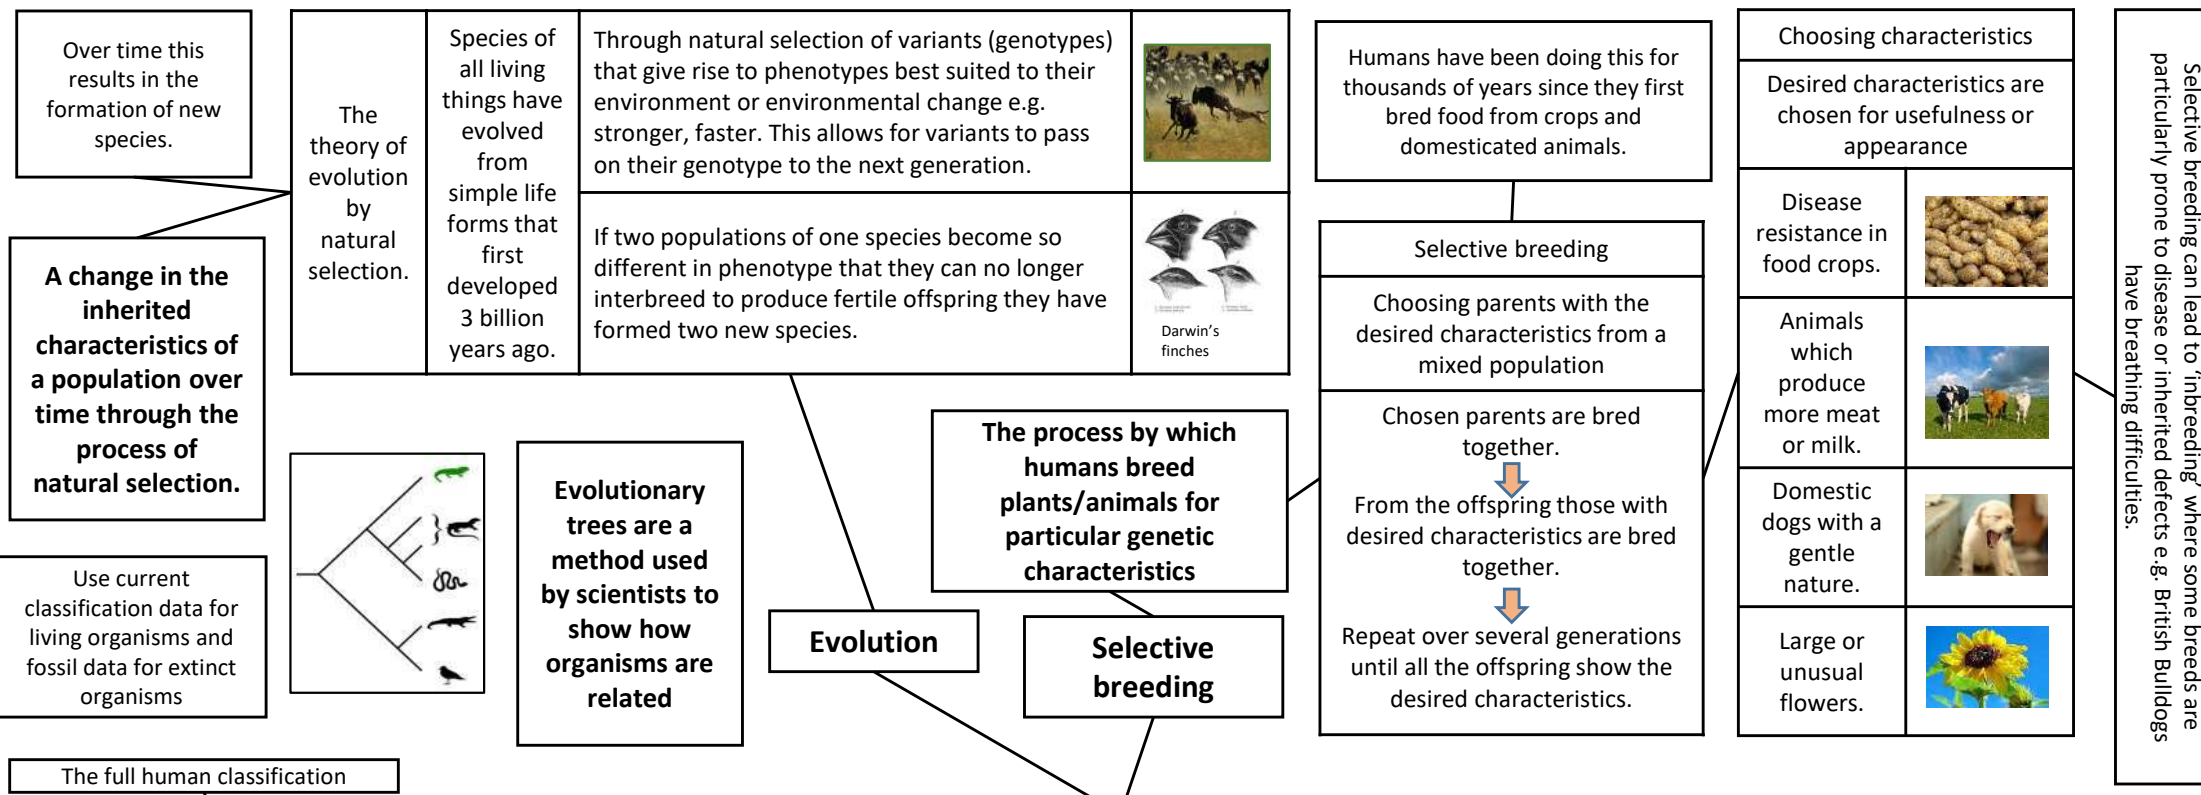 Over time this
results in the
formation of new
species.
A change in the
inherited
characteristics of
a population over
time through the
process of
natural selection.
The
theory of
evolution
by
natural
selection.
Species of
all living
things have
evolved
from
simple life
forms that
first
developed
3 billion
years ago.
Through natural selection of variants (genotypes)
that give rise to phenotypes best suited to their
environment or environmental change e.g.
stronger, faster. This allows for variants to pass
on their genotype to the next generation.
If two populations of one species become so
different in phenotype that they can no longer
interbreed to produce fertile offspring they have
formed two new species.
Darwin's
finches
Use current
classification data for
living organisms and
fossil data for extinct
organisms
Evolutionary
trees are a
method used
by scientists to
show how
organisms are
related
Evolution
The process by which
humans breed
plants/animals for
particular genetic
characteristics
Selective
breeding
Humans have been doing this for
thousands of years since they first
bred food from crops and
domesticated animals.
Selective breeding
Choosing parents with the
desired characteristics from a
mixed population
Chosen parents are bred
together.
From the offspring those with
desired characteristics are bred
together.
Repeat over several generations
until all the offspring show the
desired characteristics.
Choosing characteristics
Desired characteristics are
chosen for usefulness or
appearance
Disease
resistance in
food crops.
Animals
which
produce
more meat
or milk.
Domestic
dogs with a
gentle
nature.
Large or
unusual
flowers.
Selective breeding can lead to ‘inbreeding’ where some breeds are
particularly prone to disease or inherited defects e.g. British Bulldogs
have breathing difficulties.
The full human classification